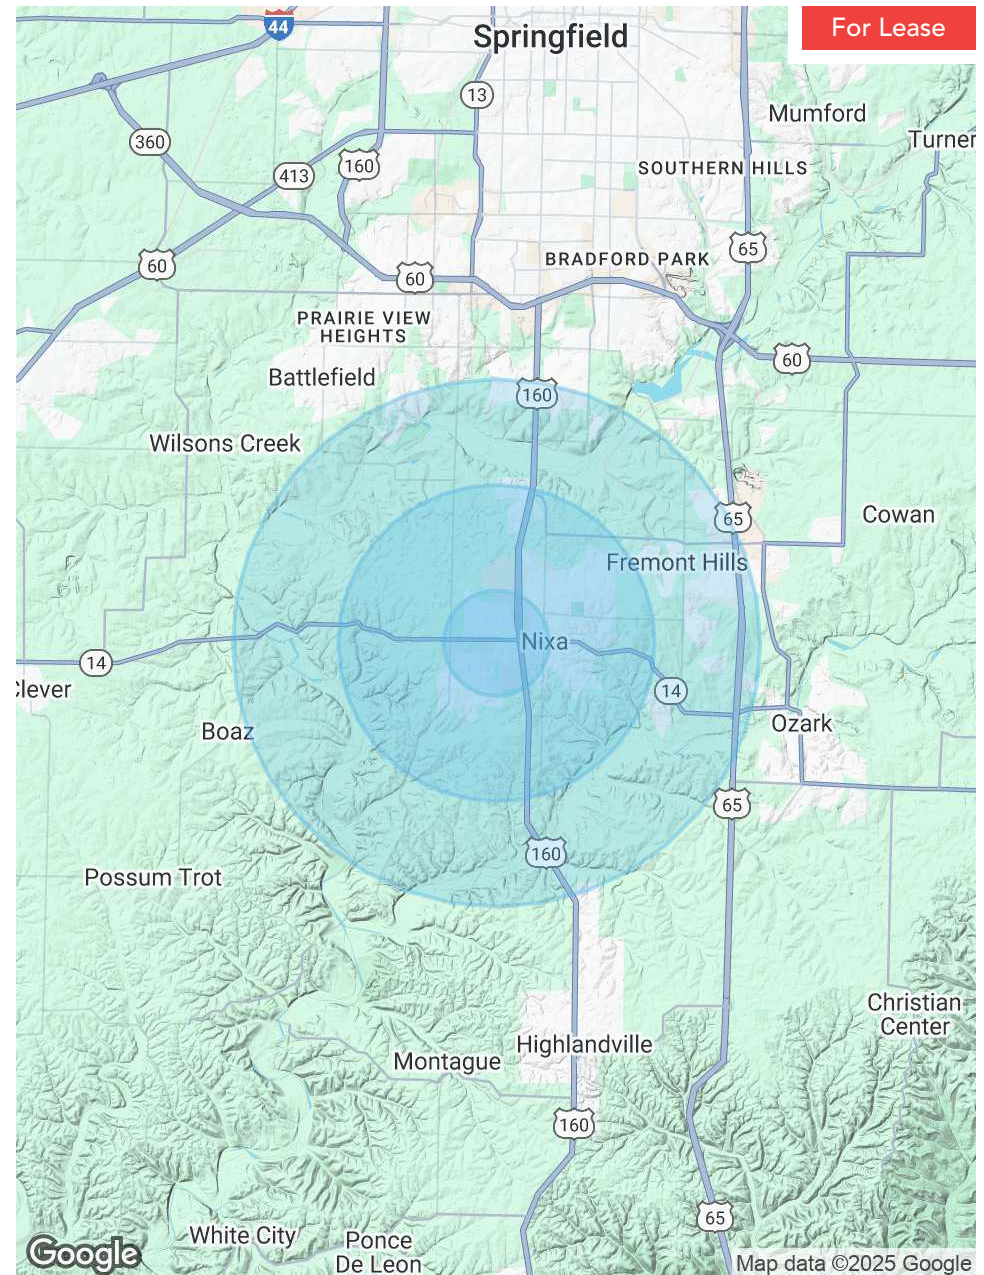 44
Springfield
For Lease
13
Mumford
360
Turner
160
413
SOUTHERN HILLS
65
60
BRADFORD PARK
60
PRAIRIE VIEW
HEIGHTS
60
Battlefield
160
Wilsons Creek
65
Cowan
Fremont Hills
Nixa
14
Clever
14
Boaz
Ozark
65
160
Possum Trot
Christian
Center
Highlandville
Montague
160
65
White City
Ponce
De Leon
Google
Map data ©2025 Google